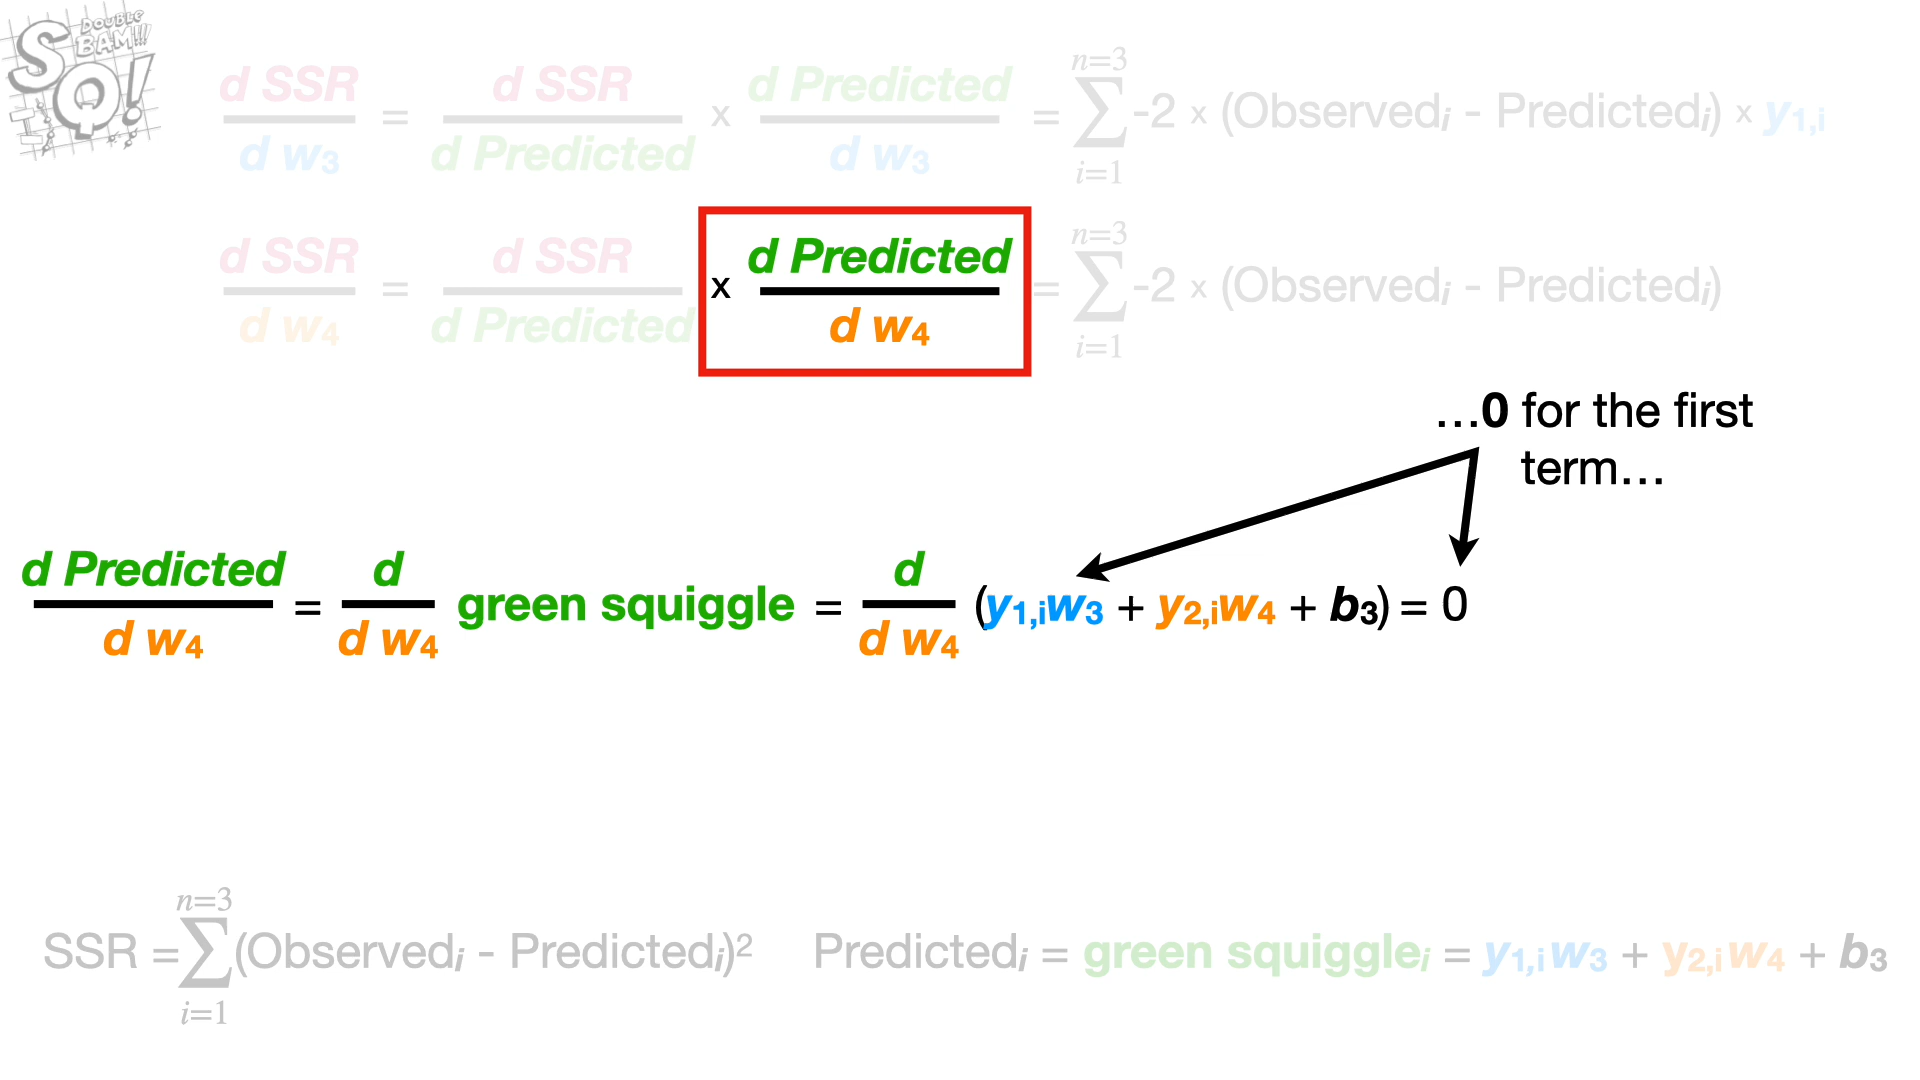 SQ!
DOUBLE
BAM!!!
d SSR / d w₃ = d SSR / d Predicted x d Predicted / d w₃ = ∑ n=3 i=1 -2 x (Observedᵢ - Predictedᵢ) x y₁,ᵢ
d SSR / d w₄ = d SSR / d Predicted x d Predicted / d w₄ = ∑ n=3 i=1 -2 x (Observedᵢ - Predictedᵢ)
…0 for the first
term…
d Predicted / d w₄ = d / d w₄ green squiggle = d / d w₄ (y₁,ᵢw₃ + y₂,ᵢw₄ + b₃) = 0
SSR = ∑ n=3 i=1 (Observedᵢ - Predictedᵢ)² Predictedᵢ = green squiggleᵢ = y₁,ᵢw₃ + y₂,ᵢw₄ + b₃